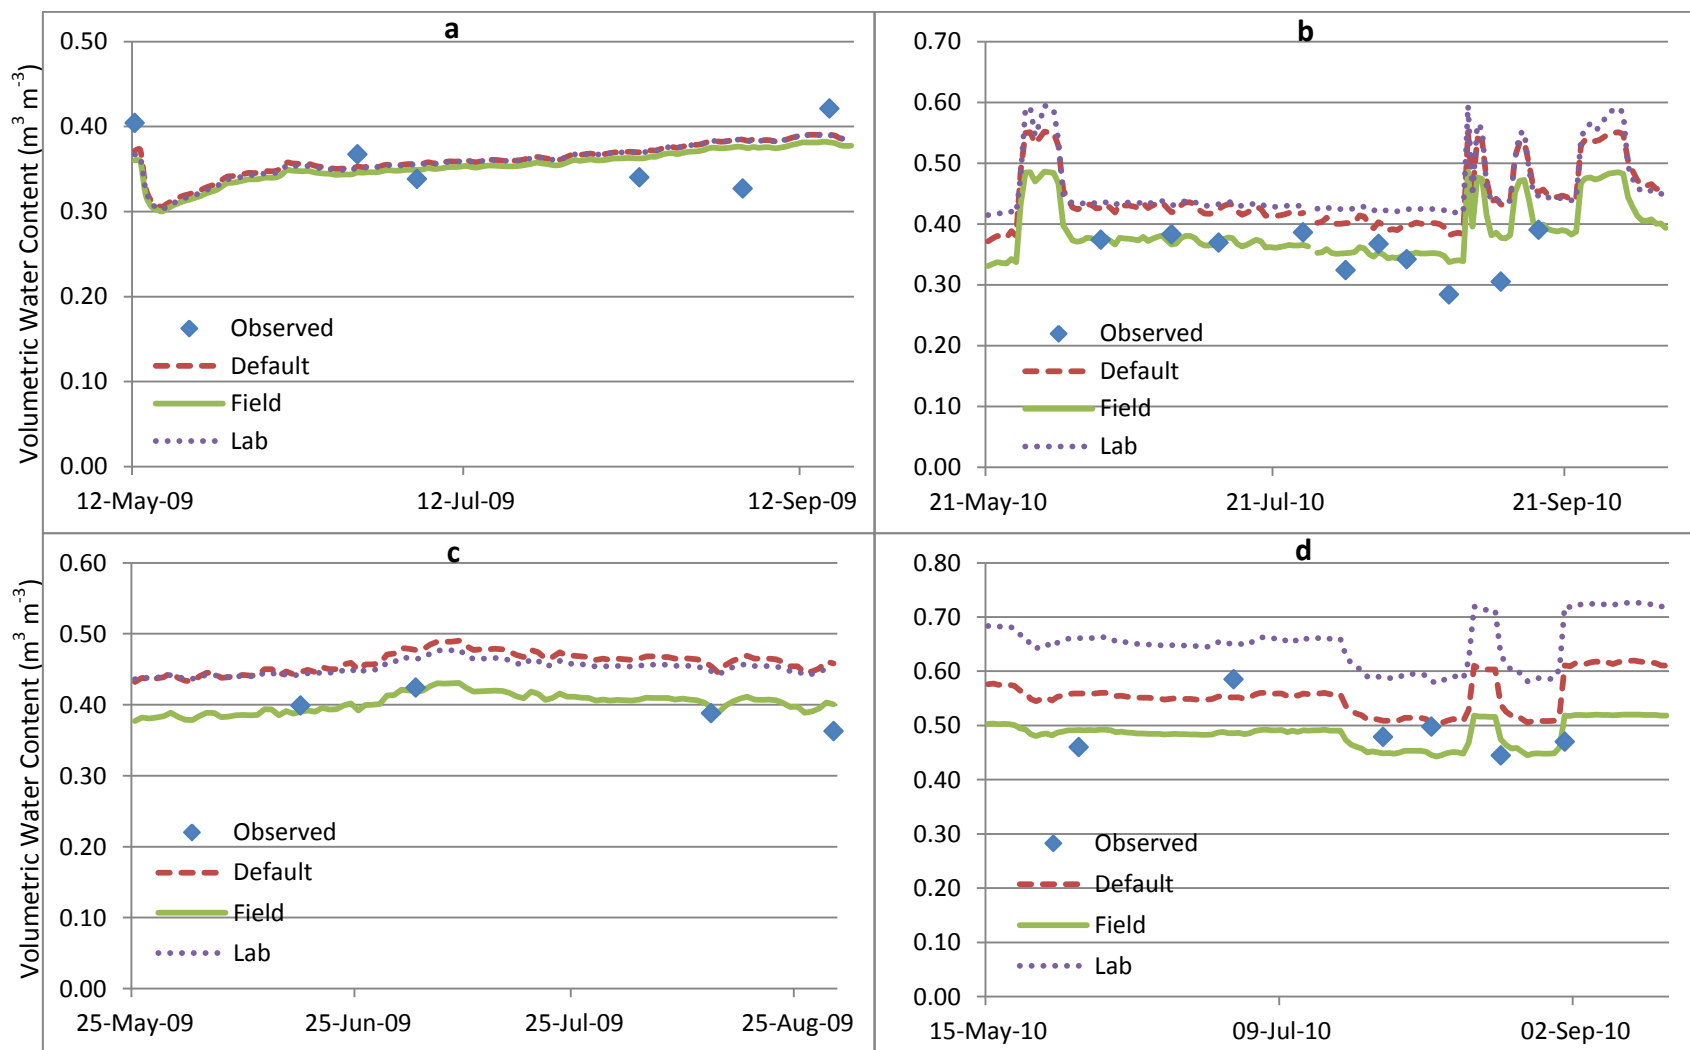 a
Volumetric Water Content (m³ m⁻³)
0.50
0.40
0.30
0.20
0.10
0.00
Observed
Default
Field
Lab
12-May-09
12-Jul-09
12-Sep-09
b
0.70
0.60
0.50
0.40
0.30
0.20
0.10
0.00
Observed
Default
Field
Lab
21-May-10
21-Jul-10
21-Sep-10
c
Volumetric Water Content (m³ m⁻³)
0.60
0.50
0.40
0.30
0.20
0.10
0.00
Observed
Default
Field
Lab
25-May-09
25-Jun-09
25-Jul-09
25-Aug-09
d
0.80
0.70
0.60
0.50
0.40
0.30
0.20
0.10
0.00
Observed
Default
Field
Lab
15-May-10
09-Jul-10
02-Sep-10